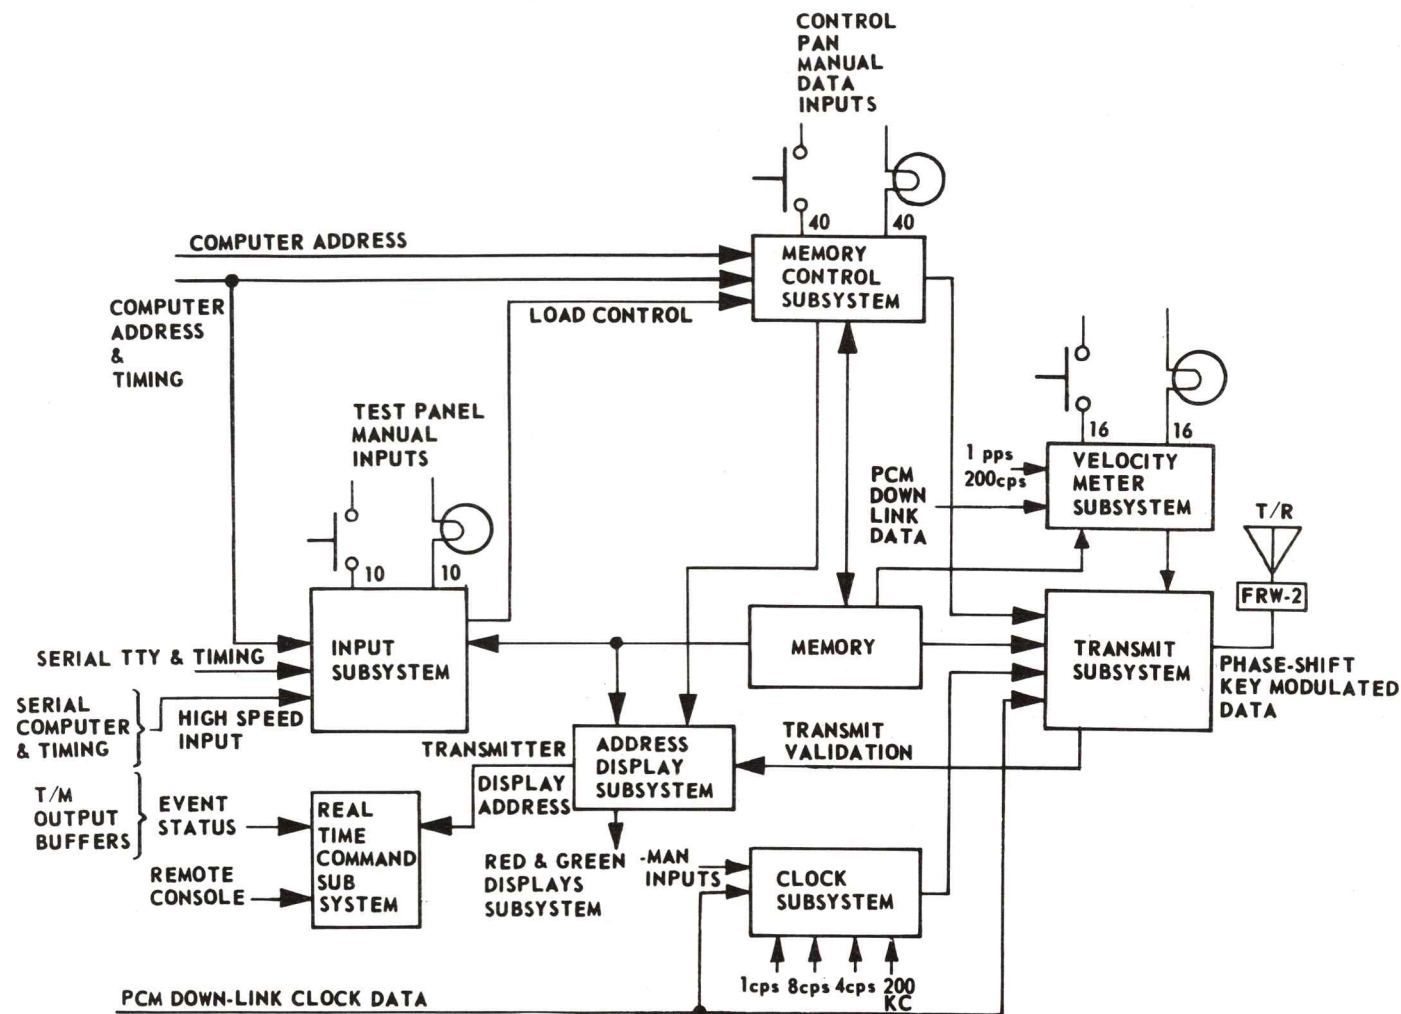 CONTROL
PAN
MANUAL
DATA
INPUTS
40
40
COMPUTER ADDRESS
MEMORY
CONTROL
SUBSYSTEM
COMPUTER
ADDRESS
&
TIMING
LOAD CONTROL
TEST PANEL
MANUAL
INPUTS
10
10
16
16
1 pps
200cps
VELOCITY
METER
SUBSYSTEM
PCM
DOWN
LINK
DATA
T/R
FRW-2
INPUT
SUBSYSTEM
MEMORY
TRANSMIT
SUBSYSTEM
PHASE-SHIFT
KEY MODULATED
DATA
SERIAL TTY & TIMING
SERIAL
COMPUTER
& TIMING
HIGH SPEED
INPUT
TRANSMITTER
DISPLAY
ADDRESS
ADDRESS
DISPLAY
SUBSYSTEM
TRANSMIT
VALIDATION
T/M
OUTPUT
BUFFERS
EVENT
STATUS
REMOTE
CONSOLE
REAL
TIME
COMMAND
SUB
SYSTEM
RED & GREEN
DISPLAYS
SUBSYSTEM
-MAN
INPUTS
CLOCK
SUBSYSTEM
1cps 8cps 4cps 200
KC
PCM DOWN-LINK CLOCK DATA